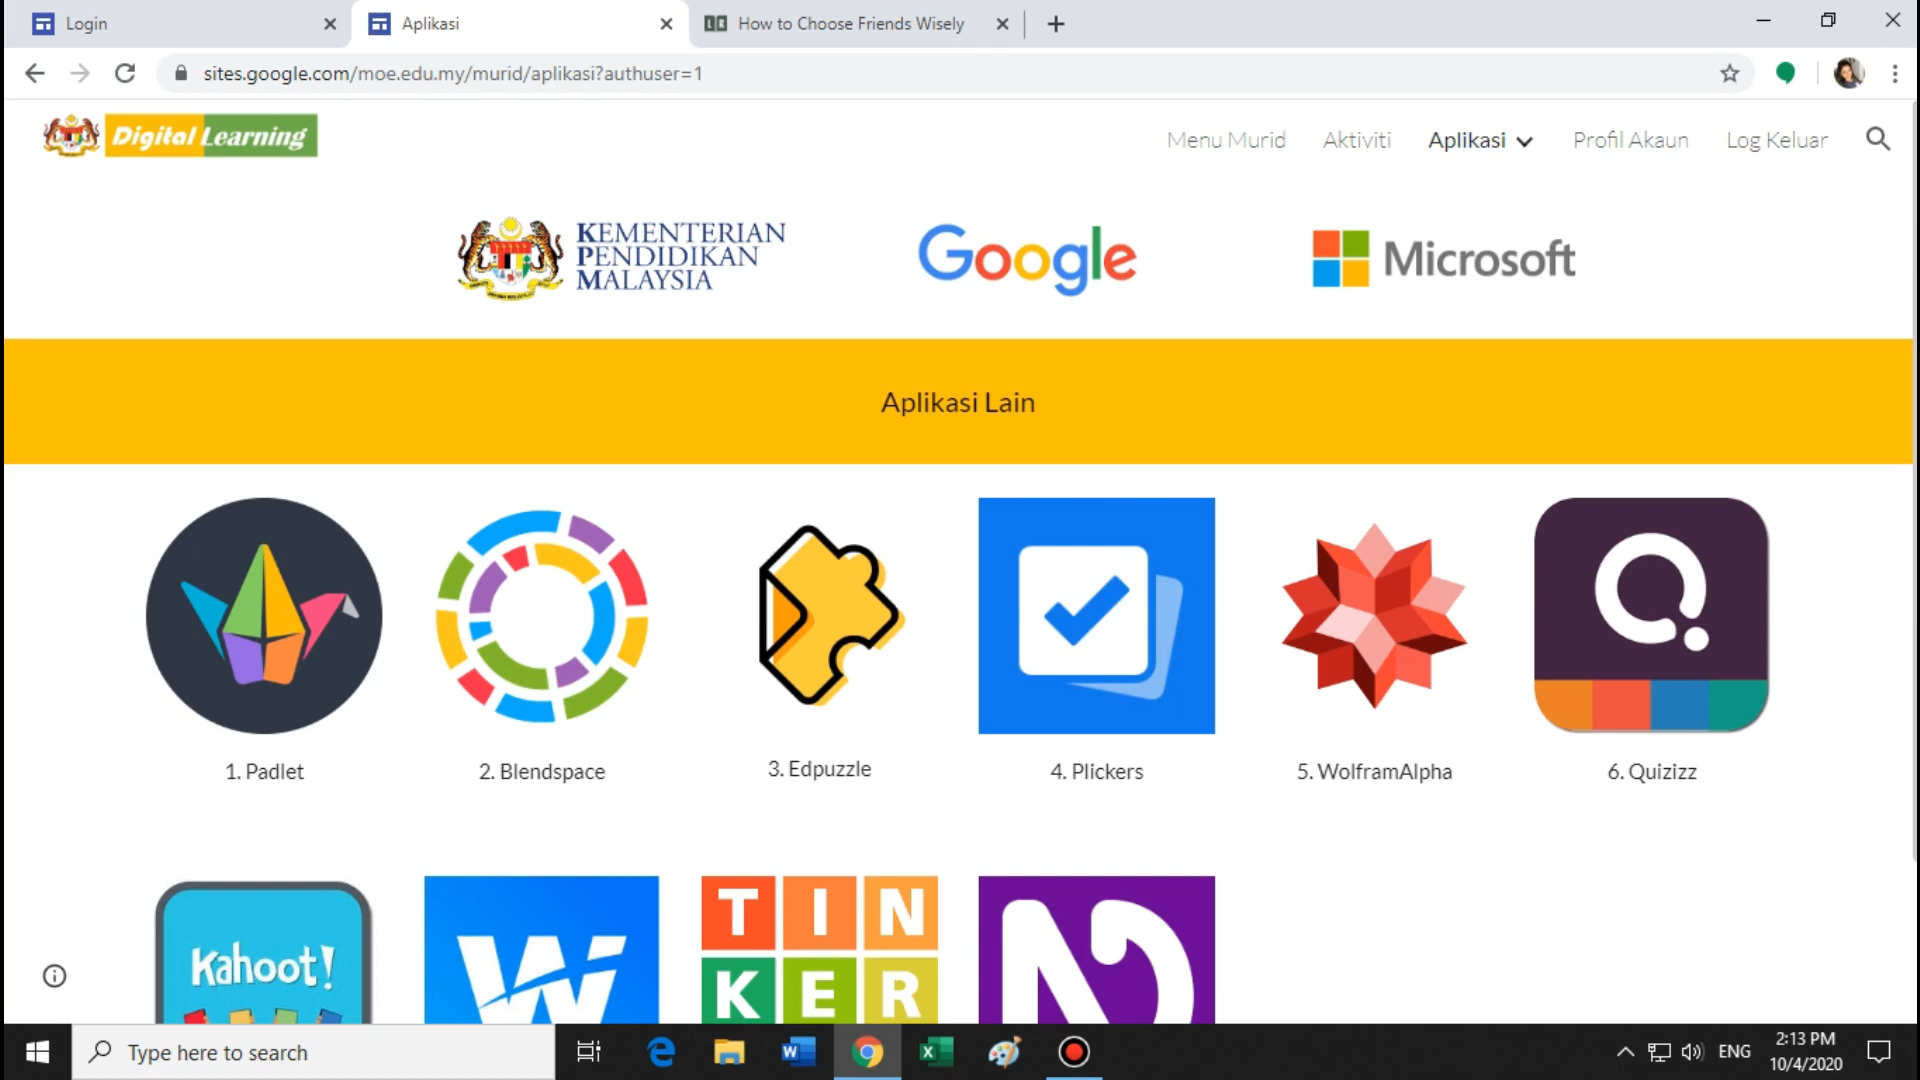 Login
Aplikasi
How to Choose Friends Wisely
sites.google.com/moe.edu.my/murid/aplikasi?authuser=1
Digital Learning
Menu Murid
Aktiviti
Aplikasi
Profil Akaun
Log Keluar
KEMENTERIAN
PENDIDIKAN
MALAYSIA
Google
Microsoft
Aplikasi Lain
1. Padlet
2. Blendspace
3. Edpuzzle
4. Plickers
5. WolframAlpha
6. Quizizz
Kahoot!
W
TIN
KER
Type here to search
ENG
2:13 PM
10/4/2020